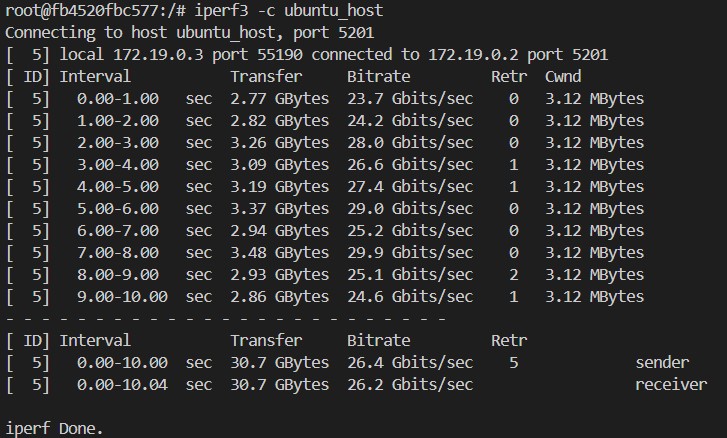 root@fb4520fbc577:/# iperf3 -c ubuntu_host
Connecting to host ubuntu_host, port 5201
[  5] local 172.19.0.3 port 55190 connected to 172.19.0.2 port 5201
[ ID] Interval           Transfer     Bitrate         Retr  Cwnd
[  5]   0.00-1.00   sec  2.77 GBytes  23.7 Gbits/sec    0   3.12 MBytes
[  5]   1.00-2.00   sec  2.82 GBytes  24.2 Gbits/sec    0   3.12 MBytes
[  5]   2.00-3.00   sec  3.26 GBytes  28.0 Gbits/sec    0   3.12 MBytes
[  5]   3.00-4.00   sec  3.09 GBytes  26.6 Gbits/sec    1   3.12 MBytes
[  5]   4.00-5.00   sec  3.19 GBytes  27.4 Gbits/sec    1   3.12 MBytes
[  5]   5.00-6.00   sec  3.37 GBytes  29.0 Gbits/sec    0   3.12 MBytes
[  5]   6.00-7.00   sec  2.94 GBytes  25.2 Gbits/sec    0   3.12 MBytes
[  5]   7.00-8.00   sec  3.48 GBytes  29.9 Gbits/sec    0   3.12 MBytes
[  5]   8.00-9.00   sec  2.93 GBytes  25.1 Gbits/sec    2   3.12 MBytes
[  5]   9.00-10.00  sec  2.86 GBytes  24.6 Gbits/sec    1   3.12 MBytes
- - - - - - - - - - - - - - - - - - - - - - - - -
[ ID] Interval           Transfer     Bitrate         Retr
[  5]   0.00-10.00  sec  30.7 GBytes  26.4 Gbits/sec    5             sender
[  5]   0.00-10.04  sec  30.7 GBytes  26.2 Gbits/sec                  receiver
iperf Done.